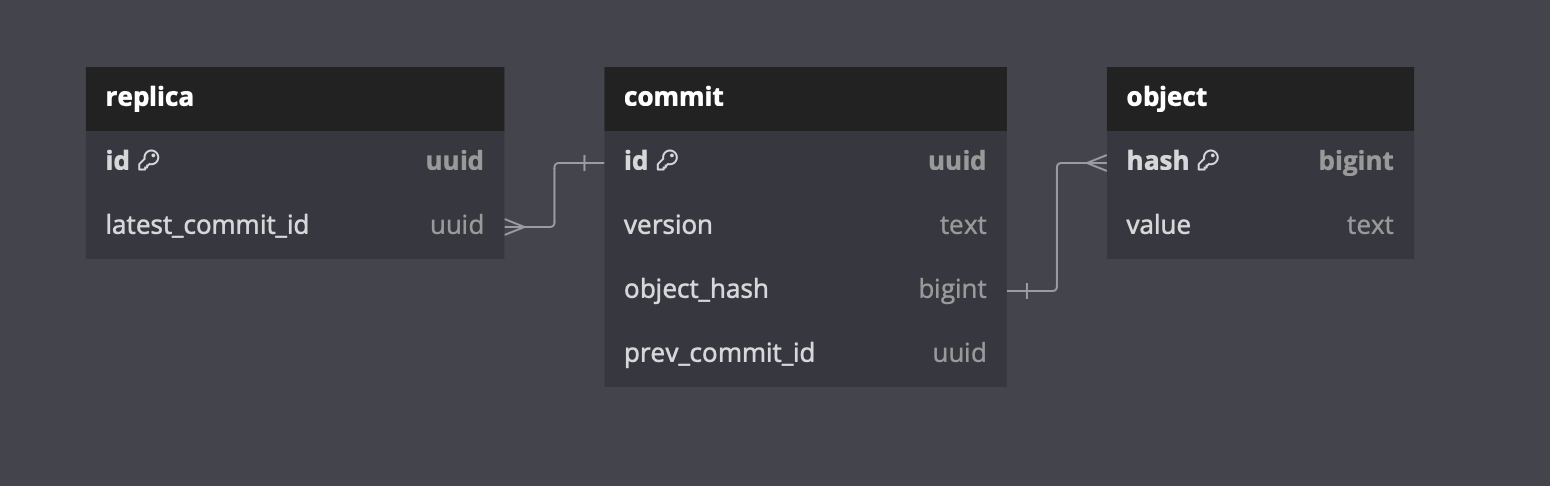 replica
id uuid
latest_commit_id uuid
commit
id uuid
version text
object_hash bigint
prev_commit_id uuid
object
hash bigint
value text